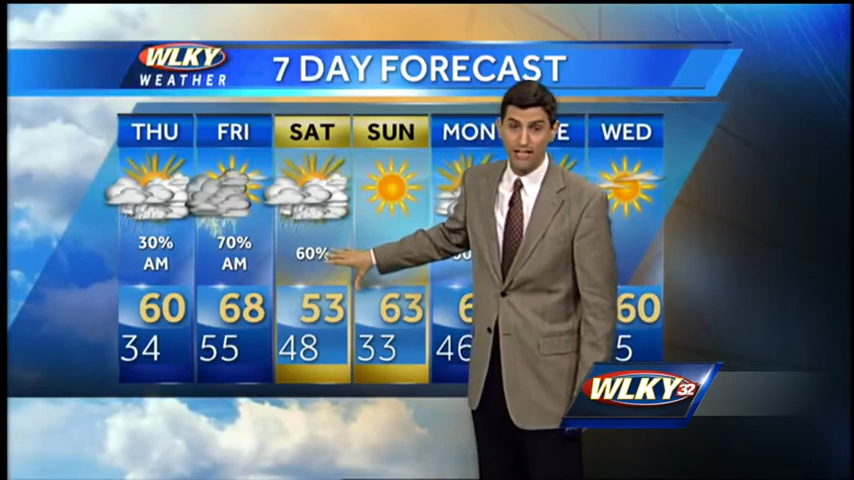 WLKY
WEATHER
7 DAY FORECAST
THU FRI SAT SUN MON WED
30% 70% 60%
AM AM
60 68 53 63 60
34 55 48 33 46
WLKY 32